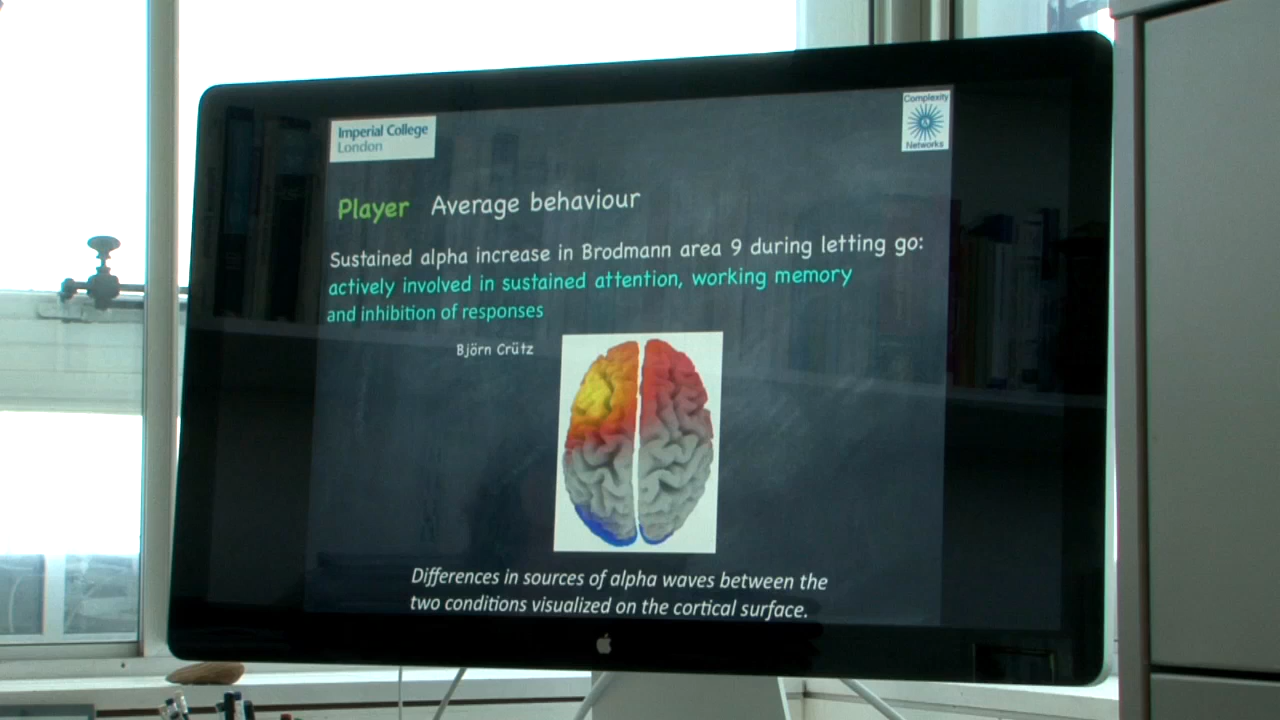 Imperial College
London
Complexity
Networks
Player Average behaviour
Sustained alpha increase in Brodmann area 9 during letting go:
actively involved in sustained attention, working memory
and inhibition of responses
Björn Crütz
Differences in sources of alpha waves between the
two conditions visualized on the cortical surface.